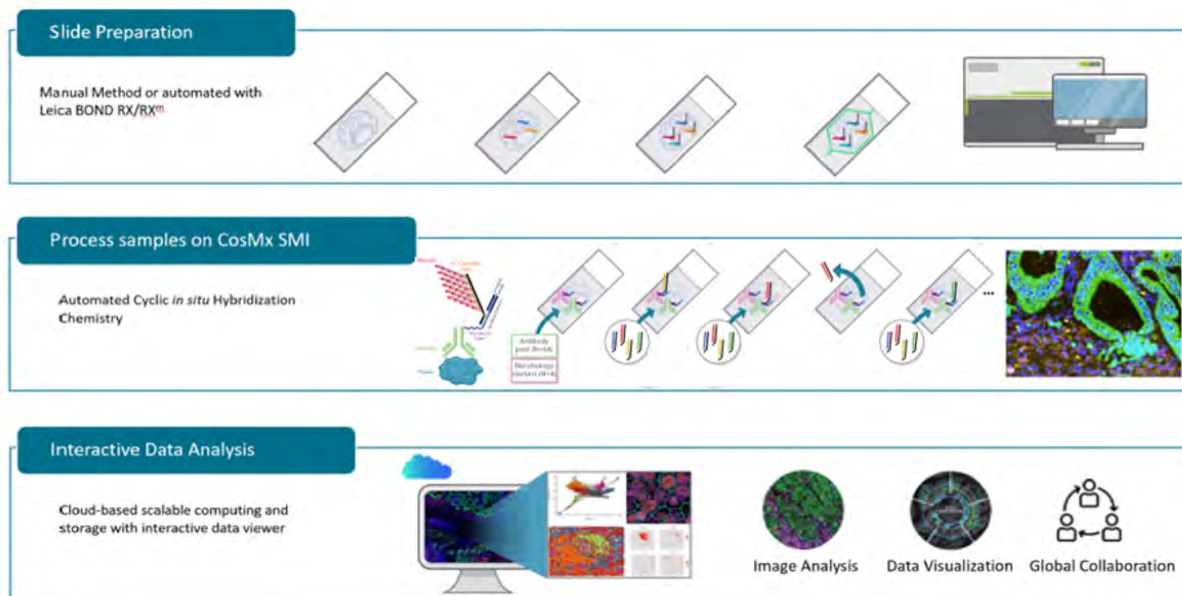 Slide Preparation
Manual Method or automated with
Leica BOND RX/RXᵐ
Process samples on CosMx SMI
Automated Cyclic in situ Hybridization
Chemistry
Antibody
...
Interactive Data Analysis
Cloud-based scalable computing and
storage with interactive data viewer
Image Analysis
Data Visualization
Global Collaboration